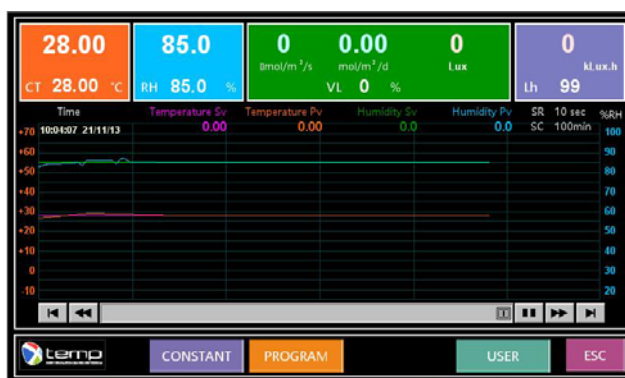 28.00
CT 28.00 °C
85.0
RH 85.0 %
0 0.00 0
mol/m²/s mol/m²/d Lux
VL 0 %
0
kLux.h
Lh 99
Time Temperature Sv Temperature Pv Humidity Sv Humidity Pv SR 10 sec %RH
10:04:07 21/11/13 0.00 0.00 0.0 0.0 SC 100min
+70 100
+60 90
+50 80
+40 70
+30 60
+20 50
+10 40
0 30
-10 20
temp CONSTANT PROGRAM USER ESC